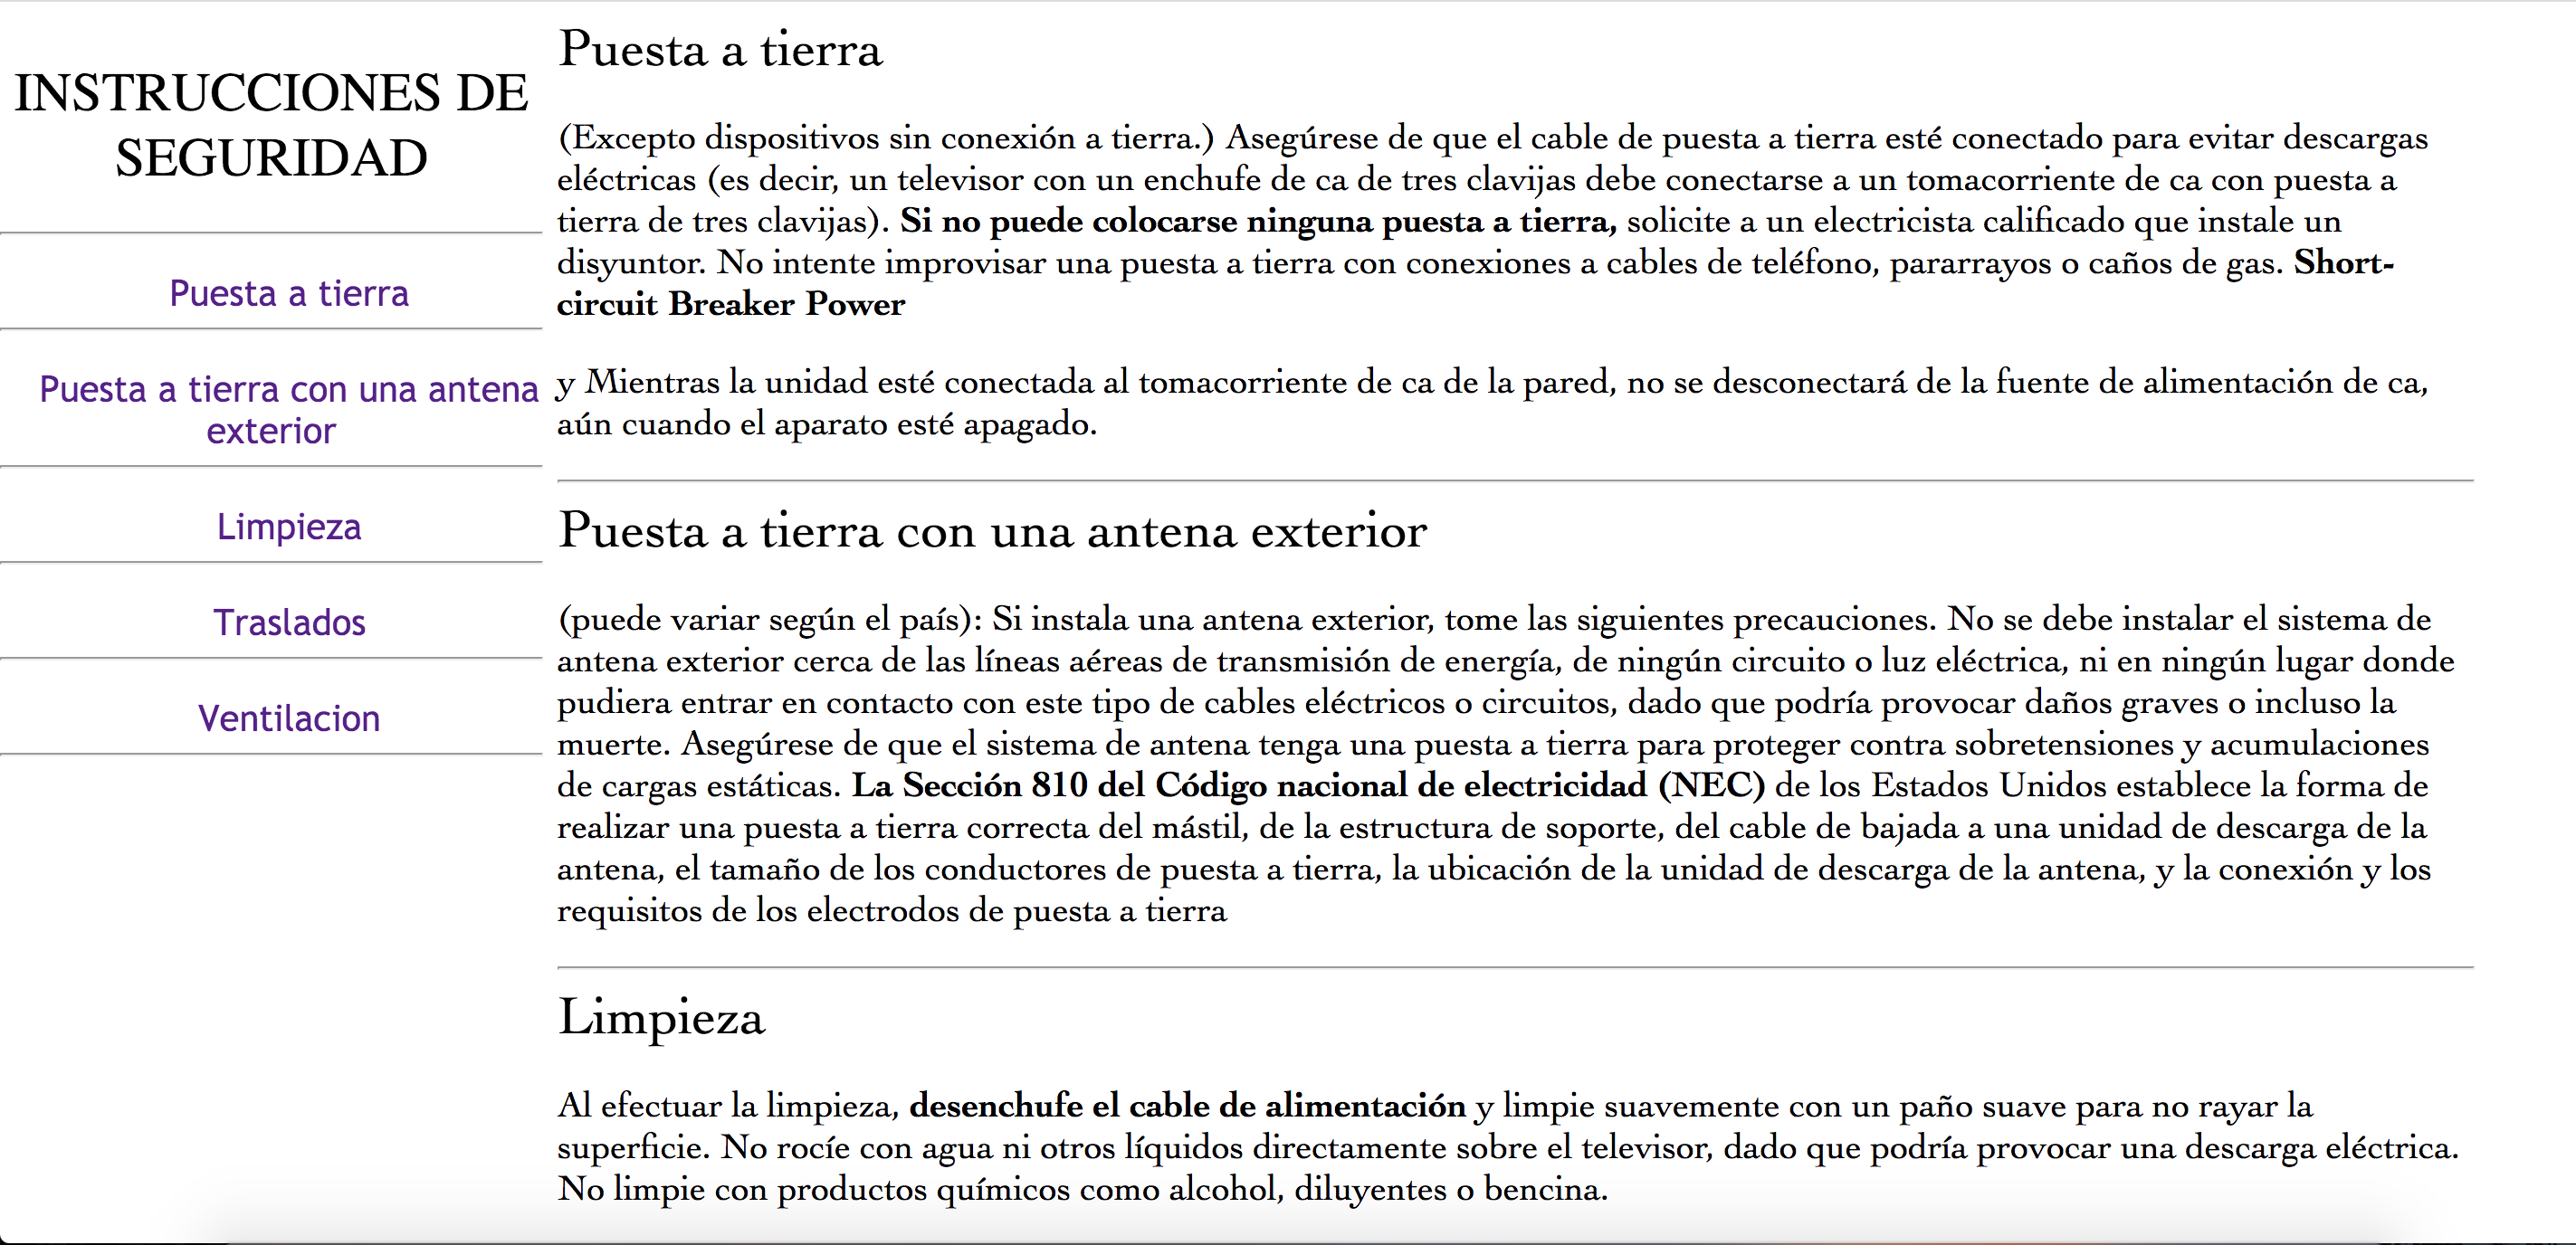 INSTRUCCIONES DE
SEGURIDAD
Puesta a tierra
Puesta a tierra con una antena
exterior
Limpieza
Traslados
Ventilacion
Puesta a tierra
(Excepto dispositivos sin conexión a tierra.) Asegúrese de que el cable de puesta a tierra esté conectado para evitar descargas
eléctricas (es decir, un televisor con un enchufe de ca de tres clavijas debe conectarse a un tomacorriente de ca con puesta a
tierra de tres clavijas). Si no puede colocarse ninguna puesta a tierra, solicite a un electricista calificado que instale un
disyuntor. No intente improvisar una puesta a tierra con conexiones a cables de teléfono, pararrayos o caños de gas. Short-
circuit Breaker Power
y Mientras la unidad esté conectada al tomacorriente de ca de la pared, no se desconectará de la fuente de alimentación de ca,
aún cuando el aparato esté apagado.
Puesta a tierra con una antena exterior
(puede variar según el país): Si instala una antena exterior, tome las siguientes precauciones. No se debe instalar el sistema de
antena exterior cerca de las líneas aéreas de transmisión de energía, de ningún circuito o luz eléctrica, ni en ningún lugar donde
pudiera entrar en contacto con este tipo de cables eléctricos o circuitos, dado que podría provocar daños graves o incluso la
muerte. Asegúrese de que el sistema de antena tenga una puesta a tierra para proteger contra sobretensiones y acumulaciones
de cargas estáticas. La Sección 810 del Código nacional de electricidad (NEC) de los Estados Unidos establece la forma de
realizar una puesta a tierra correcta del mástil, de la estructura de soporte, del cable de bajada a una unidad de descarga de la
antena, el tamaño de los conductores de puesta a tierra, la ubicación de la unidad de descarga de la antena, y la conexión y los
requisitos de los electrodos de puesta a tierra
Limpieza
Al efectuar la limpieza, desenchufe el cable de alimentación y limpie suavemente con un paño suave para no rayar la
superficie. No rocíe con agua ni otros líquidos directamente sobre el televisor, dado que podría provocar una descarga eléctrica.
No limpie con productos químicos como alcohol, diluyentes o bencina.